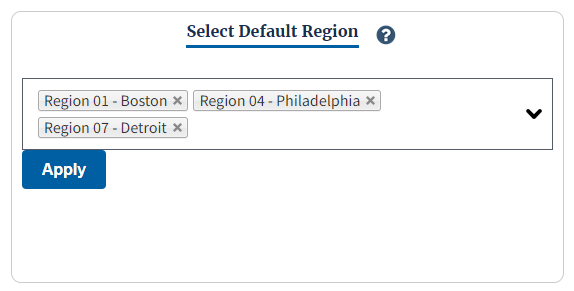 Select Default Region ?
Region 01 - Boston × Region 04 - Philadelphia ×
Region 07 - Detroit ×
Apply